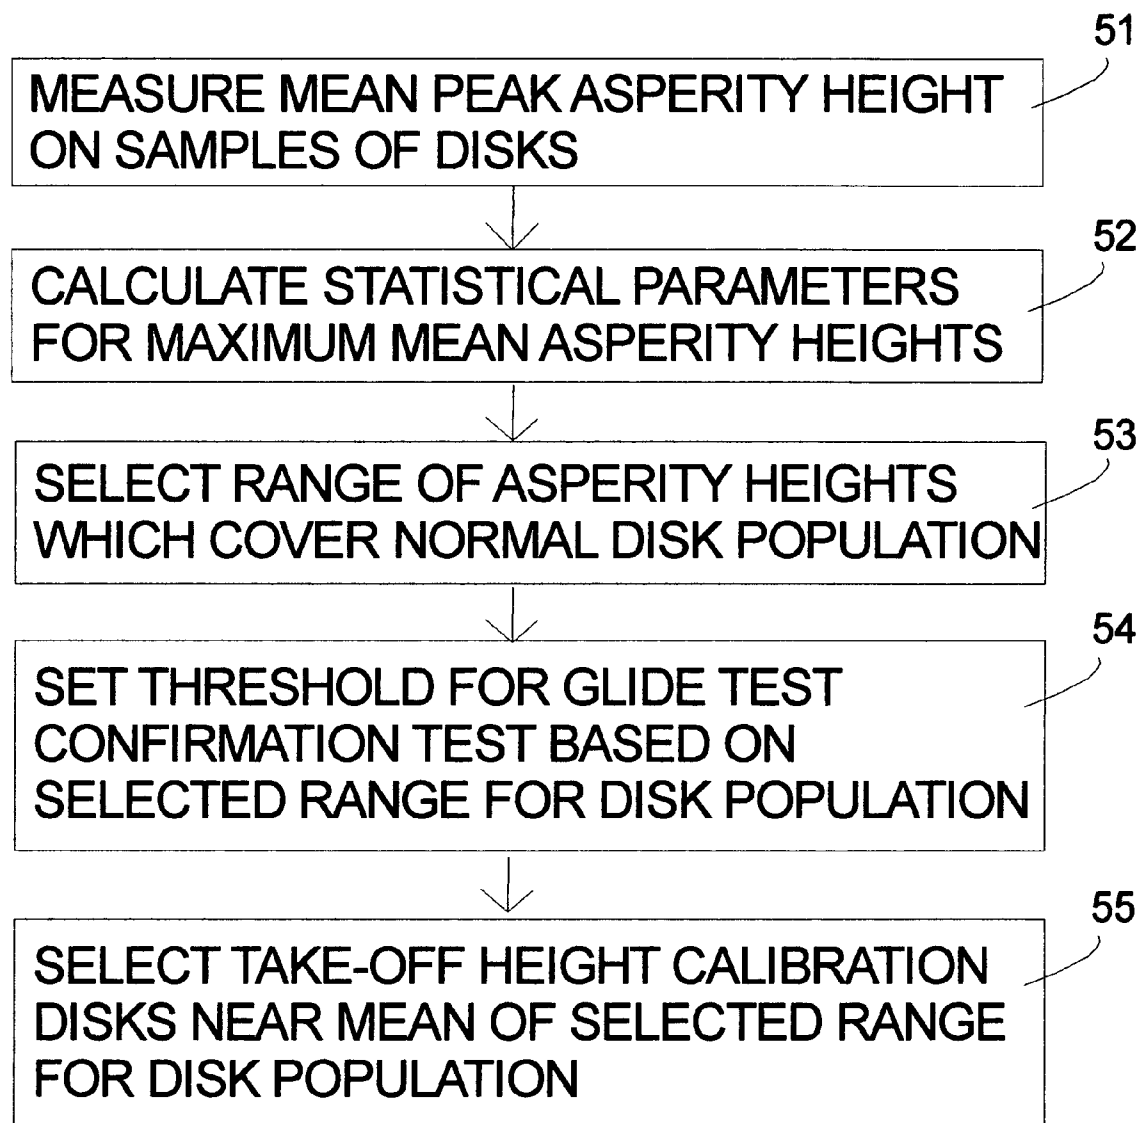 51
MEASURE MEAN PEAK ASPERITY HEIGHT
ON SAMPLES OF DISKS
52
CALCULATE STATISTICAL PARAMETERS
FOR MAXIMUM MEAN ASPERITY HEIGHTS
53
SELECT RANGE OF ASPERITY HEIGHTS
WHICH COVER NORMAL DISK POPULATION
54
SET THRESHOLD FOR GLIDE TEST
CONFIRMATION TEST BASED ON
SELECTED RANGE FOR DISK POPULATION
55
SELECT TAKE-OFF HEIGHT CALIBRATION
DISKS NEAR MEAN OF SELECTED RANGE
FOR DISK POPULATION